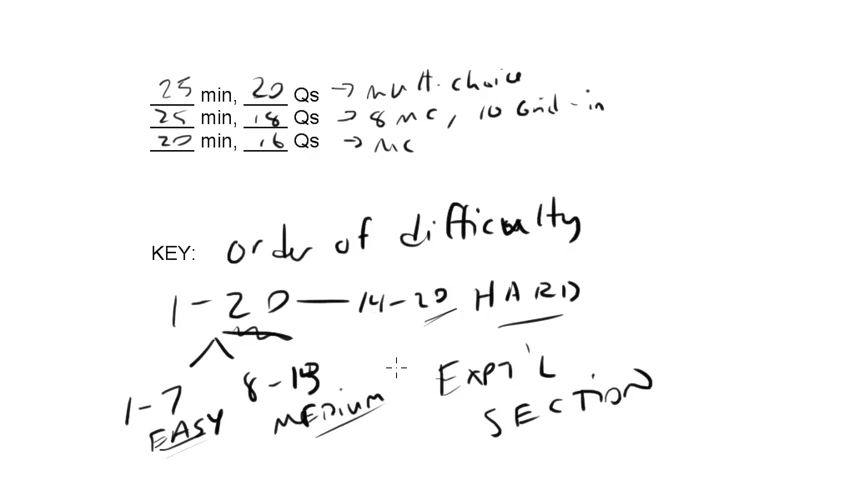 25 min, 20 Qs → mult. choice
25 min, 18 Qs → 8 MC, 10 Grid-in
20 min, 16 Qs → MC
KEY: order of difficulty
1-20 — 14-20 HARD
1-7 8-13 EXPT'L
EASY MEDIUM SECTION